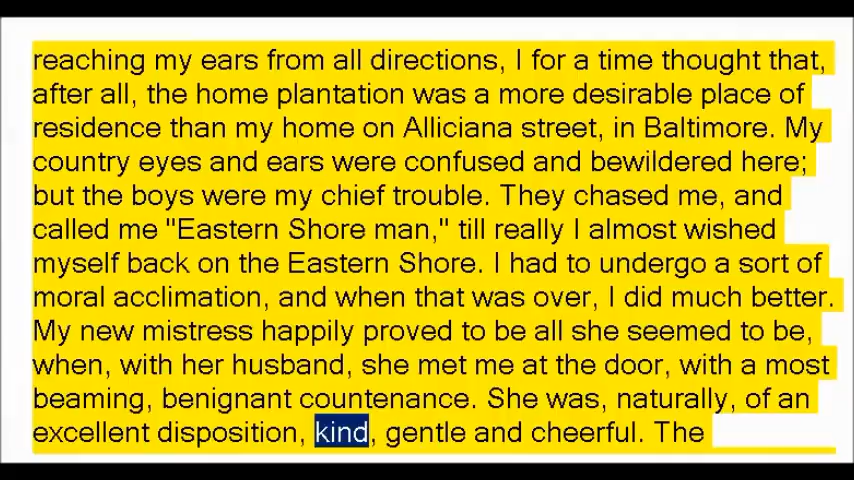 reaching my ears from all directions, I for a time thought that,
after all, the home plantation was a more desirable place of
residence than my home on Alliciana street, in Baltimore. My
country eyes and ears were confused and bewildered here;
but the boys were my chief trouble. They chased me, and
called me "Eastern Shore man," till really I almost wished
myself back on the Eastern Shore. I had to undergo a sort of
moral acclimation, and when that was over, I did much better.
My new mistress happily proved to be all she seemed to be,
when, with her husband, she met me at the door, with a most
beaming, benignant countenance. She was, naturally, of an
excellent disposition, kind, gentle and cheerful. The